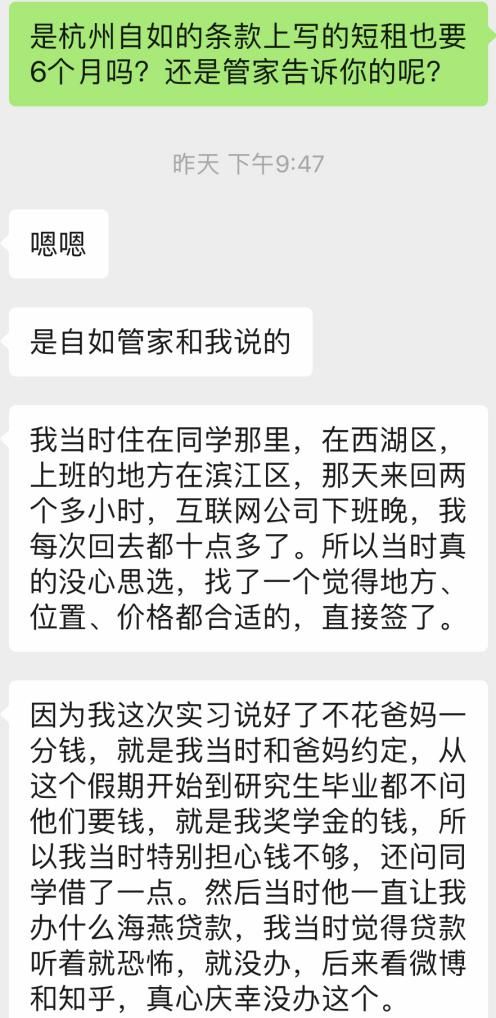 是杭州自如的条款上写的短租也要
6个月吗？还是管家告诉你的呢？
昨天 下午9:47
嗯嗯
是自如管家和我说的
我当时住在同学那里，在西湖区，
上班的地方在滨江区，那天来回两
个多小时，互联网公司下班晚，我
每次回去都十点多了。所以当时真
的没心思选，找了一个觉得地方、
位置、价格都合适的，直接签了。
因为我这次实习说好了不花爸妈一
分钱，就是我当时和爸妈约定，从
这个假期开始到研究生毕业都不问
他们要钱，就是我奖学金的钱，所
以我当时特别担心钱不够，还问同
学借了一点。然后当时他一直让我
办什么海燕贷款，我当时觉得贷款
听着就恐怖，就没办，后来看微博
和知乎，真心庆幸没办这个。